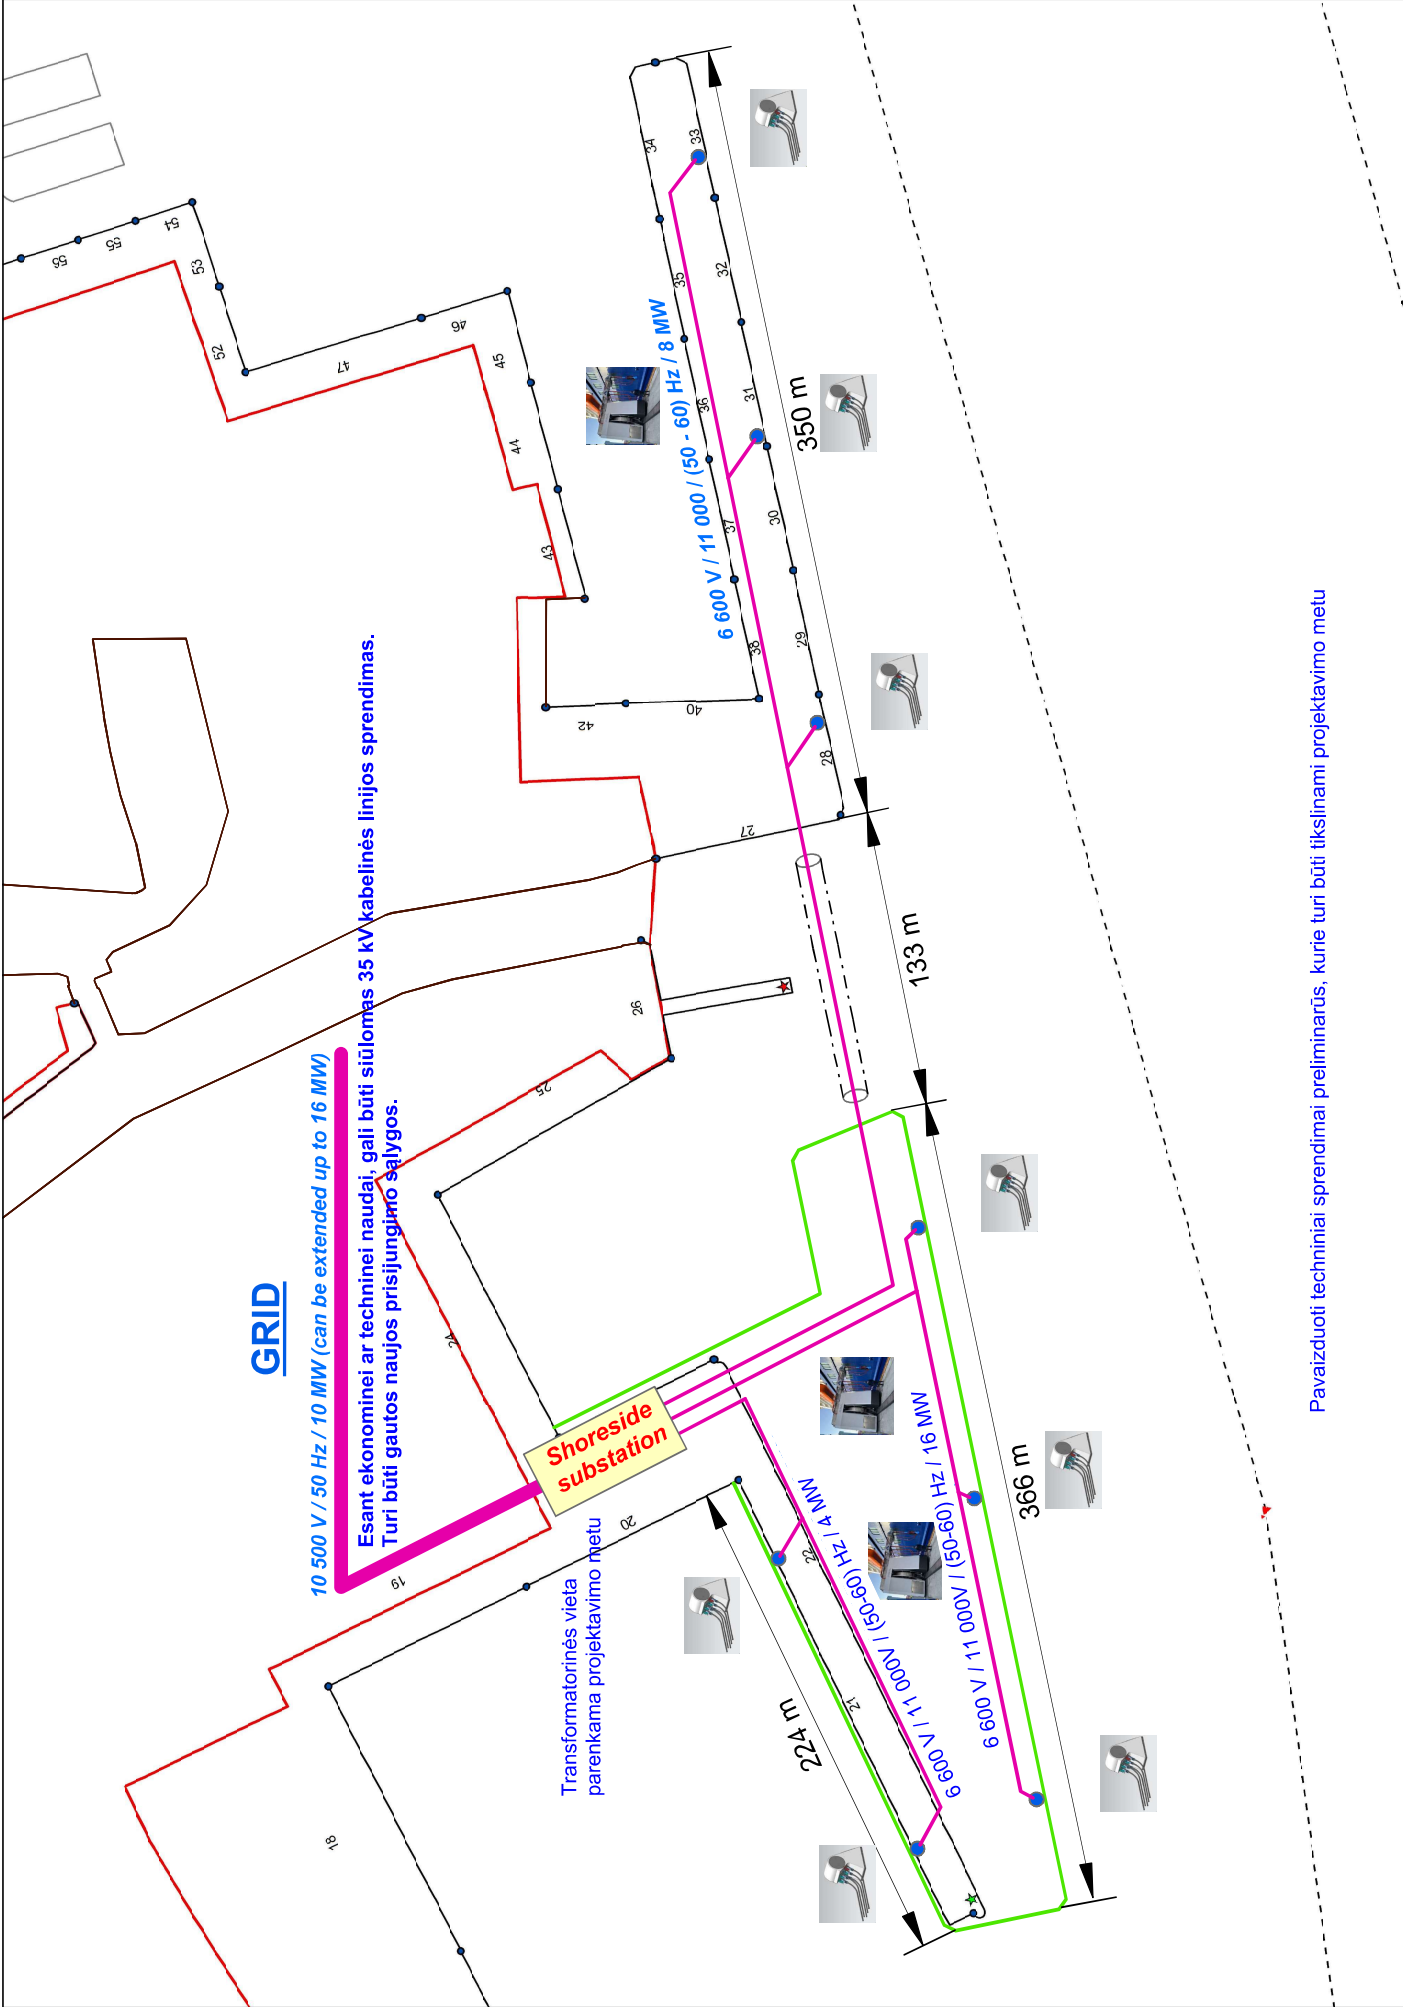 GRID
10 500 V / 50 Hz / 10 MW (can be extended up to 16 MW)
Esant ekonominei ar techninei naudai, gali būti siūlomas 35 kV kabelinės linijos sprendimas.
Turi būti gautos naujos prisijungimo sąlygos.
Shoreside
substation
Transformatorinės vieta
parenkama projektavimo metu
6 600 V / 11 000 / (50 - 60) Hz / 8 MW
6 600 V / 11 000V / (50-60) Hz / 4 MW
6 600 V / 11 000V / (50-60) Hz / 16 MW
224 m
366 m
133 m
350 m
18
19
20
21
22
24
25
26
27
28
29
30
31
32
33
34
35
36
37
38
40
42
43
44
45
46
47
52
53
54
55
56
Pavaizduoti techniniai sprendimai preliminarūs, kurie turi būti tikslinami projektavimo metu